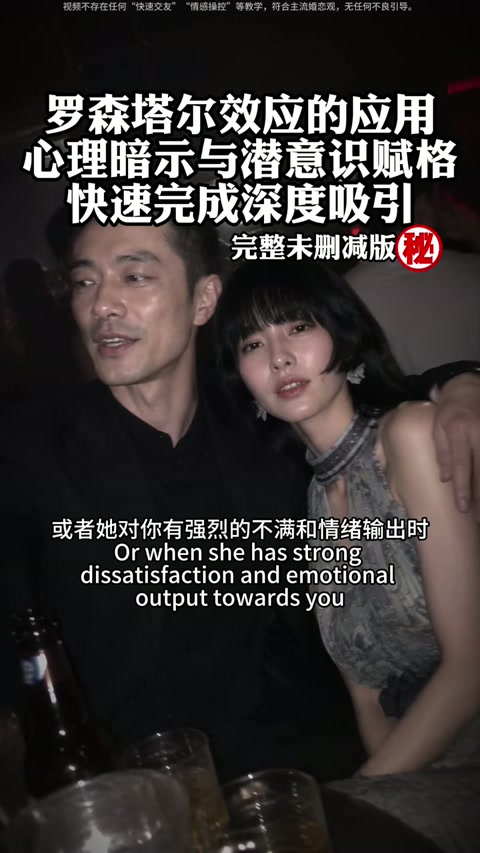 视频不存在任何“快速交友”“情感操控”等教学，符合主流婚恋观，无任何不良引导。
罗森塔尔效应的应用
心理暗示与潜意识赋格
快速完成深度吸引
完整未删减版 秘
或者她对你有强烈的不满和情绪输出时
Or when she has strong
dissatisfaction and emotional
output towards you